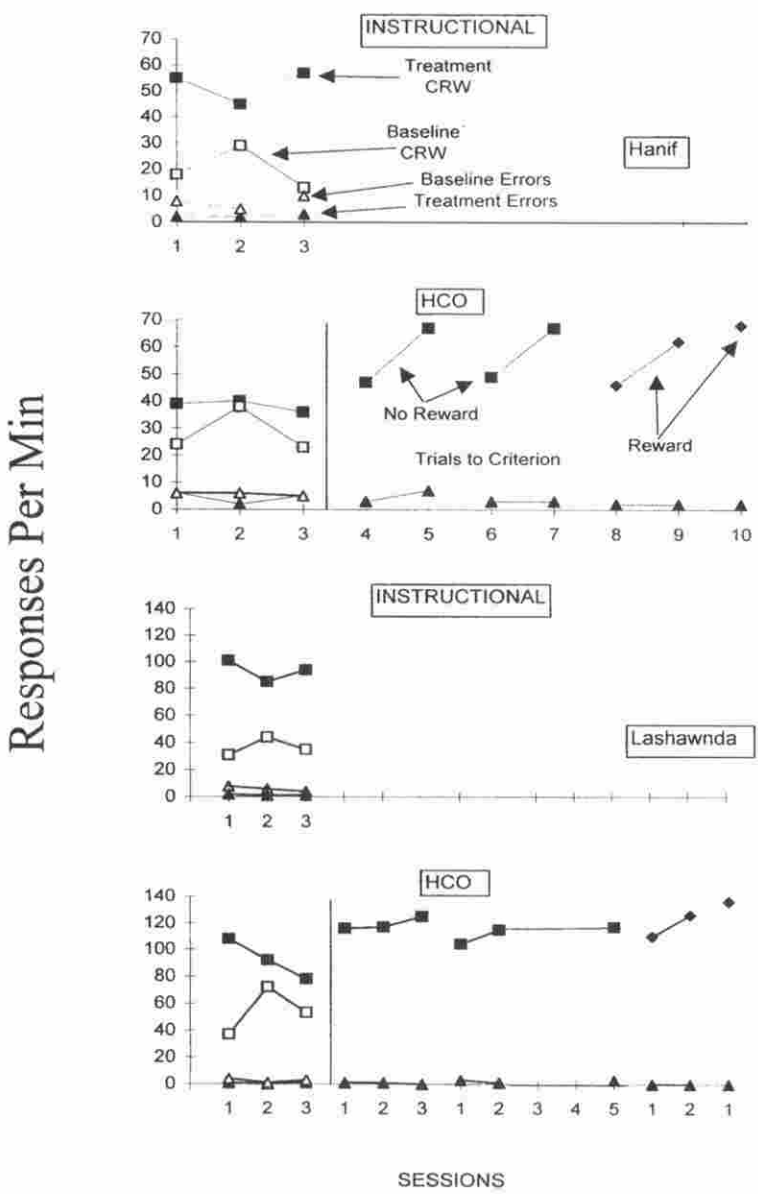 Responses Per Min
INSTRUCTIONAL
70
60
50
40
30
20
10
0
Treatment
CRW
Baseline
CRW
Baseline Errors
Treatment Errors
Hanif
1 2 3
HCO
70
60
50
40
30
20
10
0
No Reward
Reward
Trials to Criterion
1 2 3 4 5 6 7 8 9 10
INSTRUCTIONAL
140
120
100
80
60
40
20
0
Lashawnda
1 2 3
HCO
140
120
100
80
60
40
20
0
1 2 3 1 2 3 1 2 3 4 5 1 2 1
SESSIONS